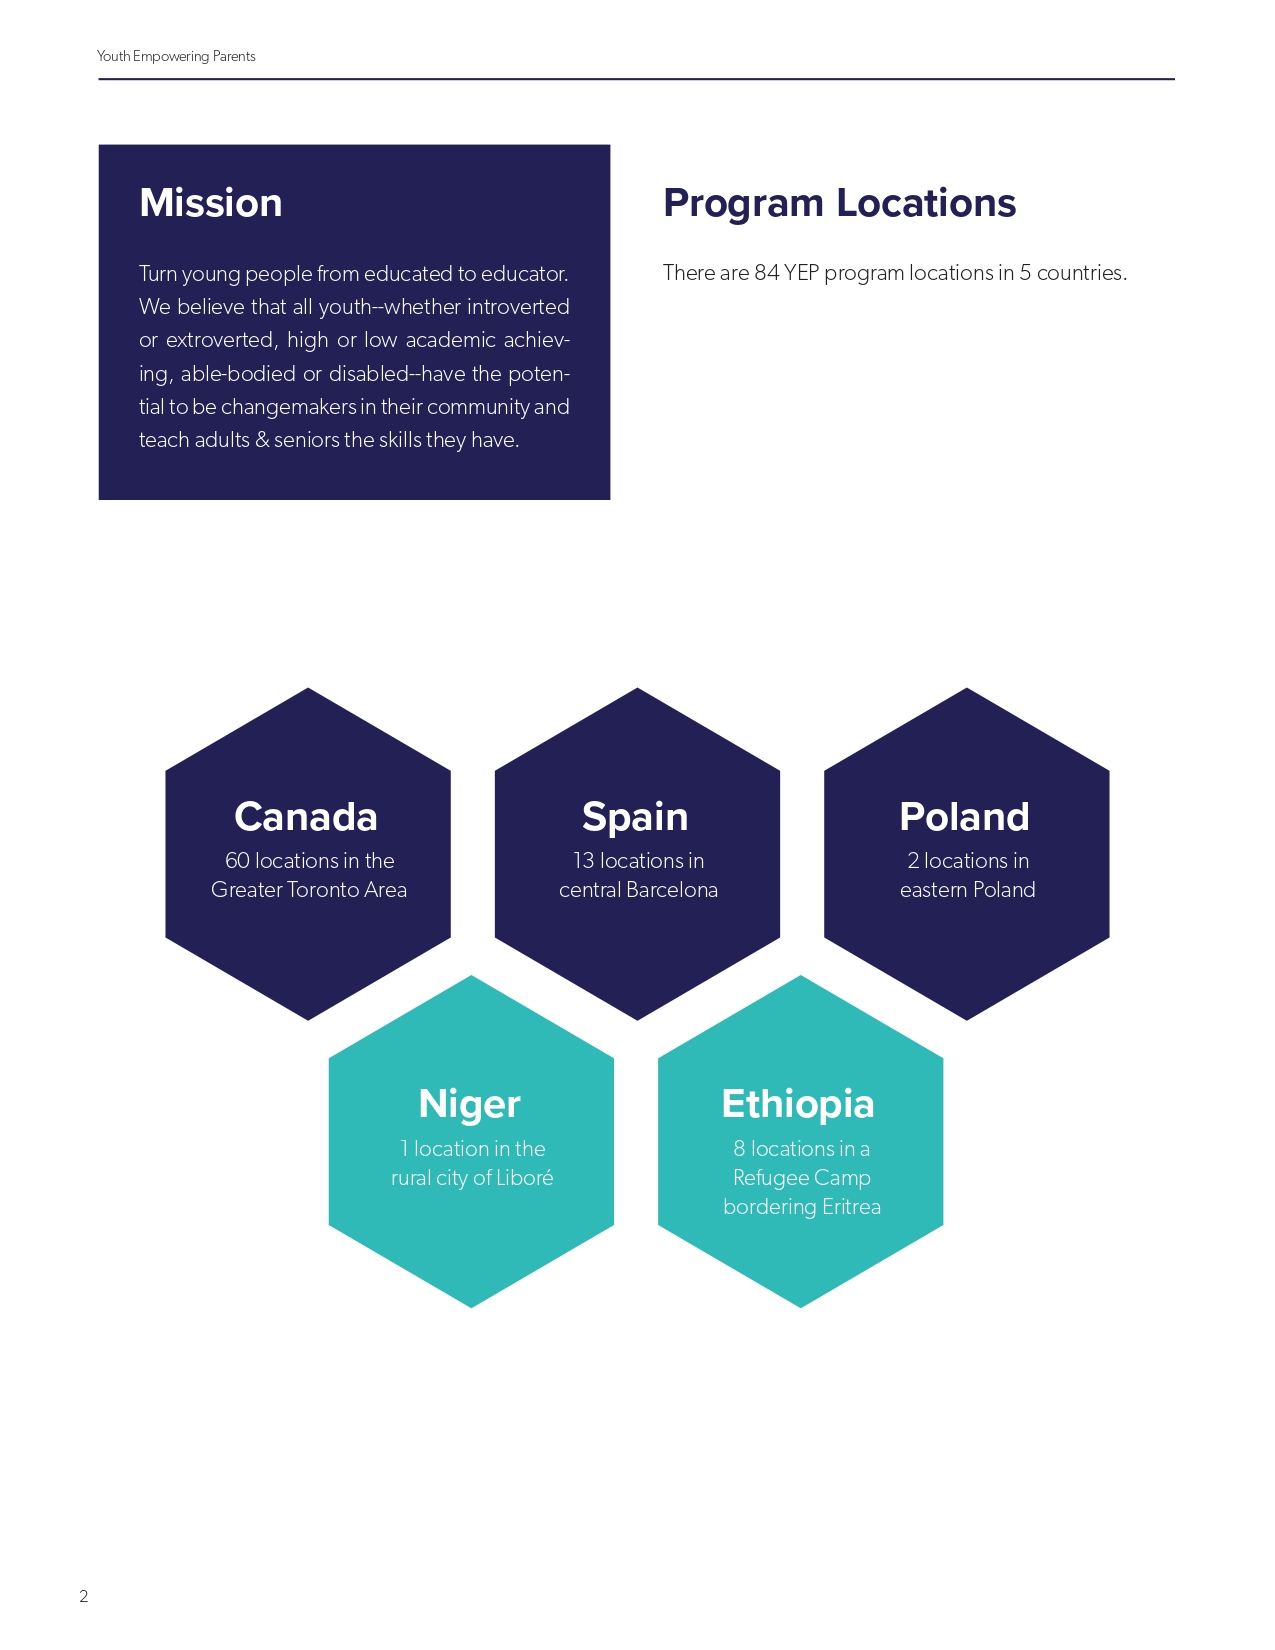 Youth Empowering Parents
Mission
Turn young people from educated to educator.
We believe that all youth--whether introverted
or extroverted, high or low academic achiev-
ing, able-bodied or disabled--have the poten-
tial to be changemakers in their community and
teach adults & seniors the skills they have.
Program Locations
There are 84 YEP program locations in 5 countries.
Canada
60 locations in the
Greater Toronto Area
Spain
13 locations in
central Barcelona
Poland
2 locations in
eastern Poland
Niger
1 location in the
rural city of Liboré
Ethiopia
8 locations in a
Refugee Camp
bordering Eritrea
2